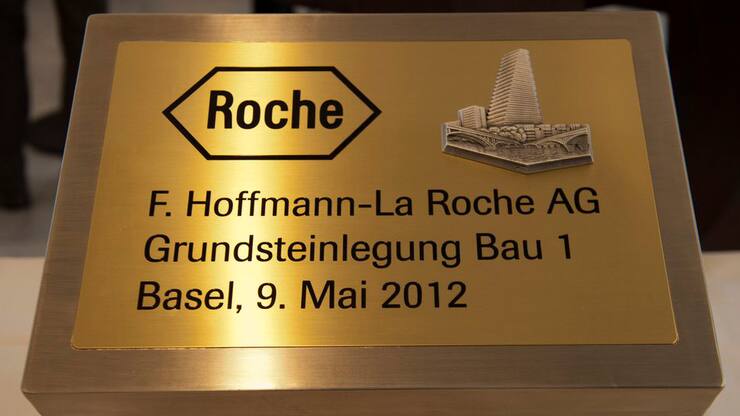 Roche
F. Hoffmann-La Roche AG
Grundsteinlegung Bau 1
Basel, 9. Mai 2012